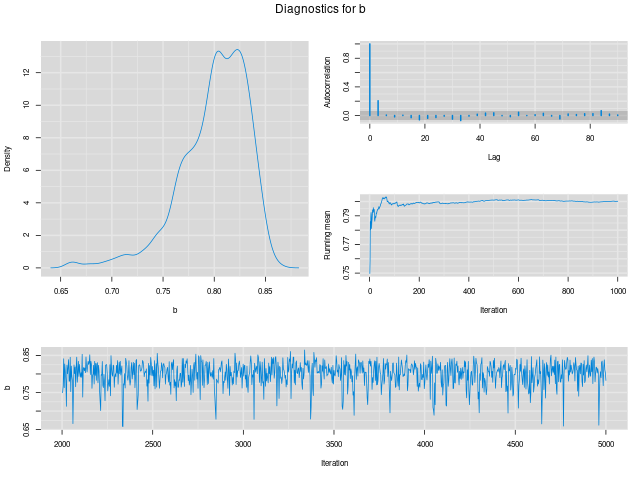 Diagnostics for b
Density
0 2 4 6 8 10 12
0.65 0.70 0.75 0.80 0.85
b
Autocorrelation
0.0 0.4 0.8
0 20 40 60 80
Lag
Running mean
0.75 0.77 0.79
0 200 400 600 800 1000
Iteration
b
0.65 0.75 0.85
2000 2500 3000 3500 4000 4500 5000
Iteration